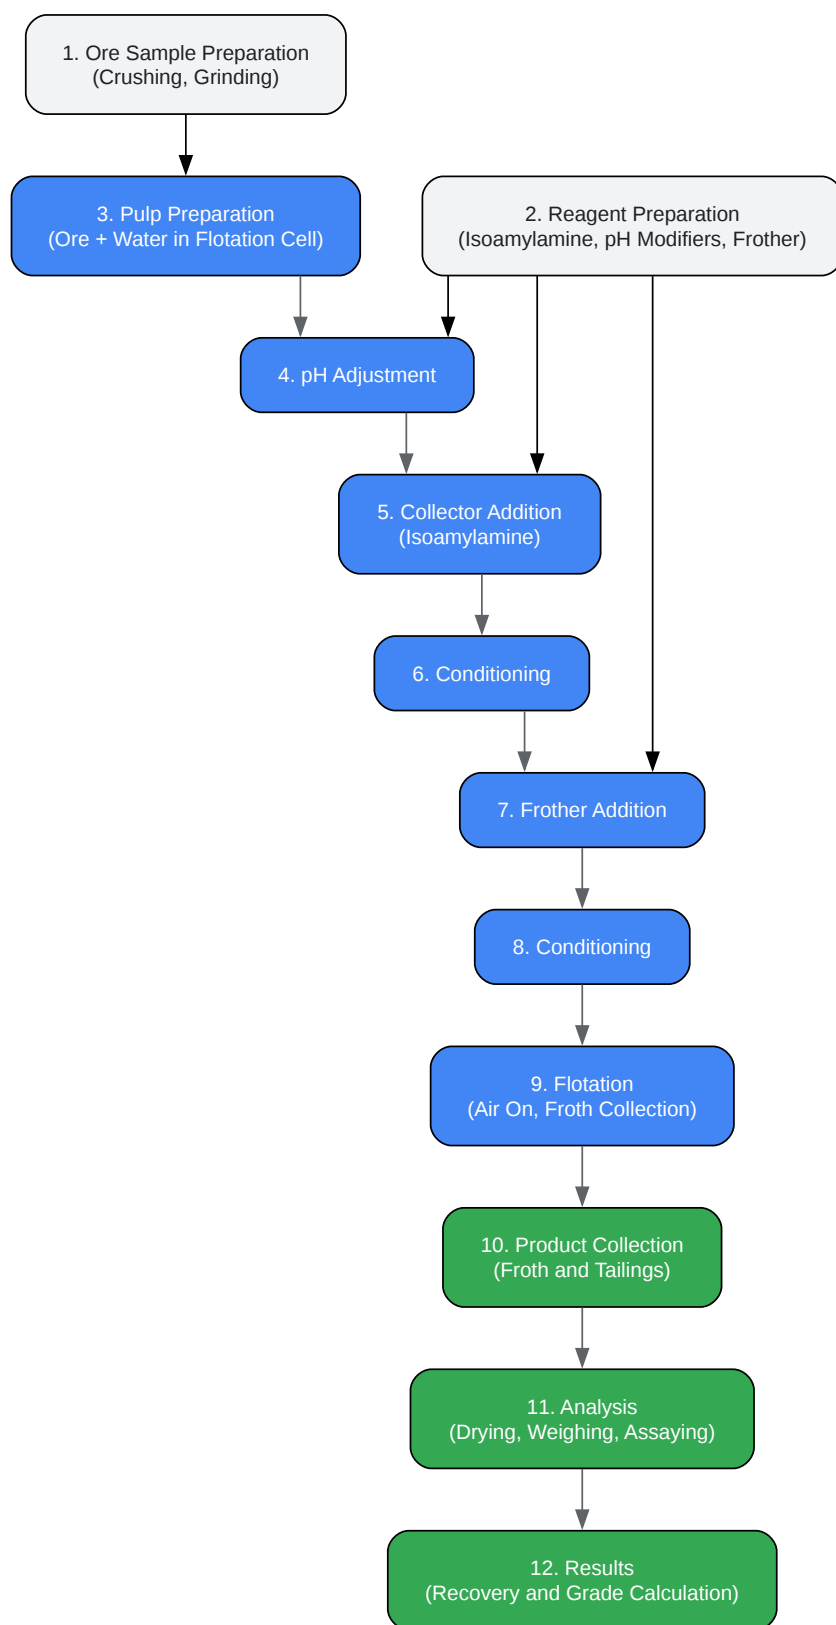 1. Ore Sample Preparation
(Crushing, Grinding)
3. Pulp Preparation
(Ore + Water in Flotation Cell)
2. Reagent Preparation
(Isoamylamine, pH Modifiers, Frother)
4. pH Adjustment
5. Collector Addition
(Isoamylamine)
6. Conditioning
7. Frother Addition
8. Conditioning
9. Flotation
(Air On, Froth Collection)
10. Product Collection
(Froth and Tailings)
11. Analysis
(Drying, Weighing, Assaying)
12. Results
(Recovery and Grade Calculation)